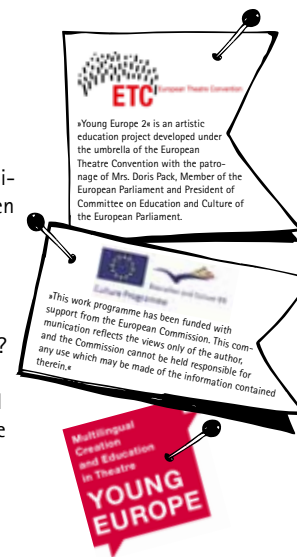 ETC European Theatre Convention
»Young Europe 2« is an artistic
education project developed under
the umbrella of the European
Theatre Convention with the patro-
nage of Mrs. Doris Pack, Member of the
European Parliament and President of
Committee on Education and Culture of
the European Parliament.
i-
en
Education and Culture
Culture Programme
»This work programme has been funded with
support from the European Commission. This com-
munication reflects the views only of the author,
and the Commission cannot be held responsible for
any use which may be made of the information contained
therein.«
?
e
Multilingual
Creation
and Education
in Theatre
YOUNG
EUROPE